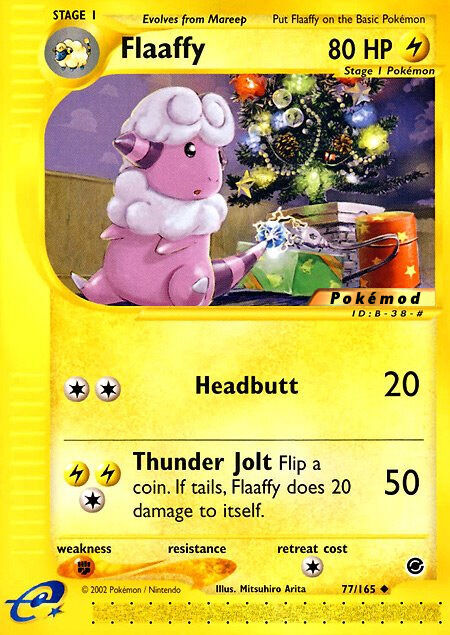 STAGE 1
Evolves from Mareep
Put Flaaffy on the Basic Pokémon
Flaaffy
80 HP
Stage 1 Pokémon
Pokémod
ID:B-38-#
Headbutt
20
Thunder Jolt Flip a
coin. If tails, Flaaffy does 20
damage to itself.
50
weakness
resistance
retreat cost
© 2002 Pokémon / Nintendo
Illus. Mitsuhiro Arita
77/165
e